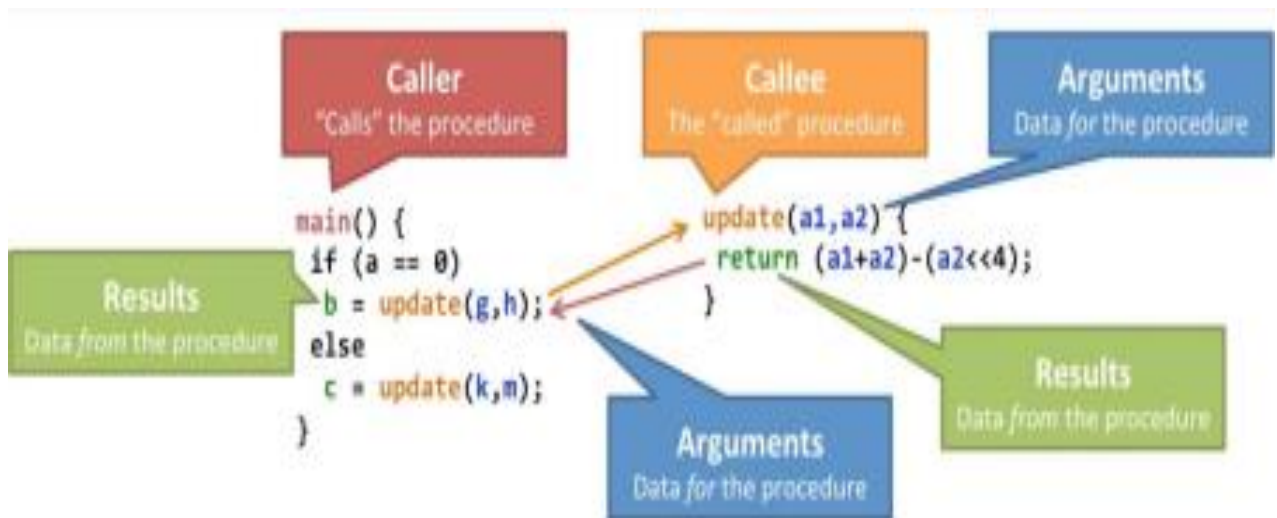 Caller
"Calls" the procedure
Callee
The "called" procedure
Arguments
Data for the procedure
main() {
if (a == 0)
b = update(g,h);
else
c = update(k,m);
}
update(a1,a2) {
return (a1+a2)-(a2<<4);
}
Results
Data from the procedure
Arguments
Data for the procedure
Results
Data from the procedure